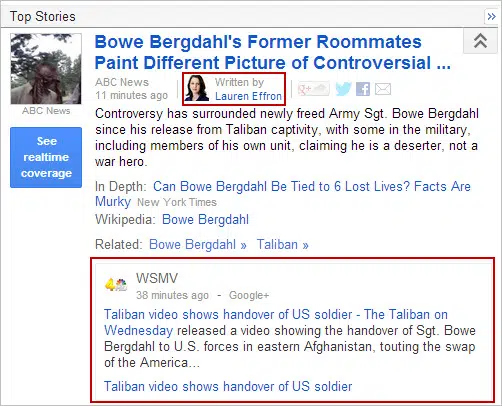 Top Stories »
Bowe Bergdahl's Former Roommates
Paint Different Picture of Controversial ...
ABC News
11 minutes ago
Written by
Lauren Effron
g+
ABC News
See
realtime
coverage
Controversy has surrounded newly freed Army Sgt. Bowe Bergdahl
since his release from Taliban captivity, with some in the military,
including members of his own unit, claiming he is a deserter, not a
war hero.
In Depth: Can Bowe Bergdahl Be Tied to 6 Lost Lives? Facts Are
Murky New York Times
Wikipedia: Bowe Bergdahl
Related: Bowe Bergdahl » Taliban »
WSMV
38 minutes ago - Google+
Taliban video shows handover of US soldier - The Taliban on
Wednesday released a video showing the handover of Sgt. Bowe
Bergdahl to U.S. forces in eastern Afghanistan, touting the swap
of the America...
Taliban video shows handover of US soldier